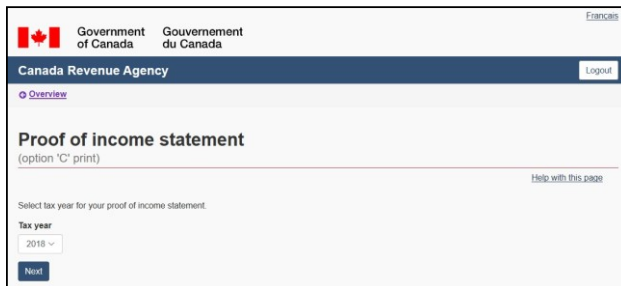 Français
Government of Canada
Gouvernement du Canada
Canada Revenue Agency
Logout
Overview
Proof of income statement
(option 'C' print)
Help with this page
Select tax year for your proof of income statement.
Tax year
2018
Next